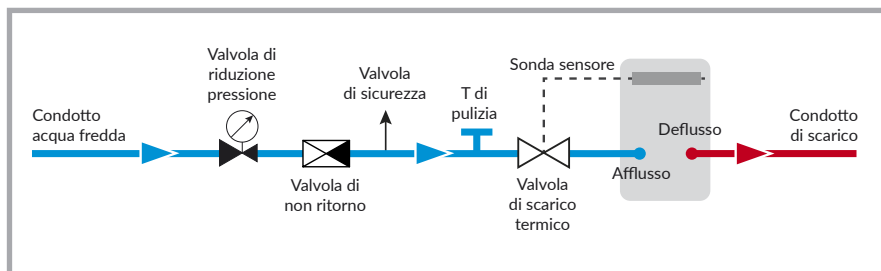 Condotto
acqua fredda
Valvola di
riduzione
pressione
Valvola di
non ritorno
Valvola
di sicurezza
T di
pulizia
Sonda sensore
Valvola
di scarico
termico
Afflusso
Deflusso
Condotto
di scarico